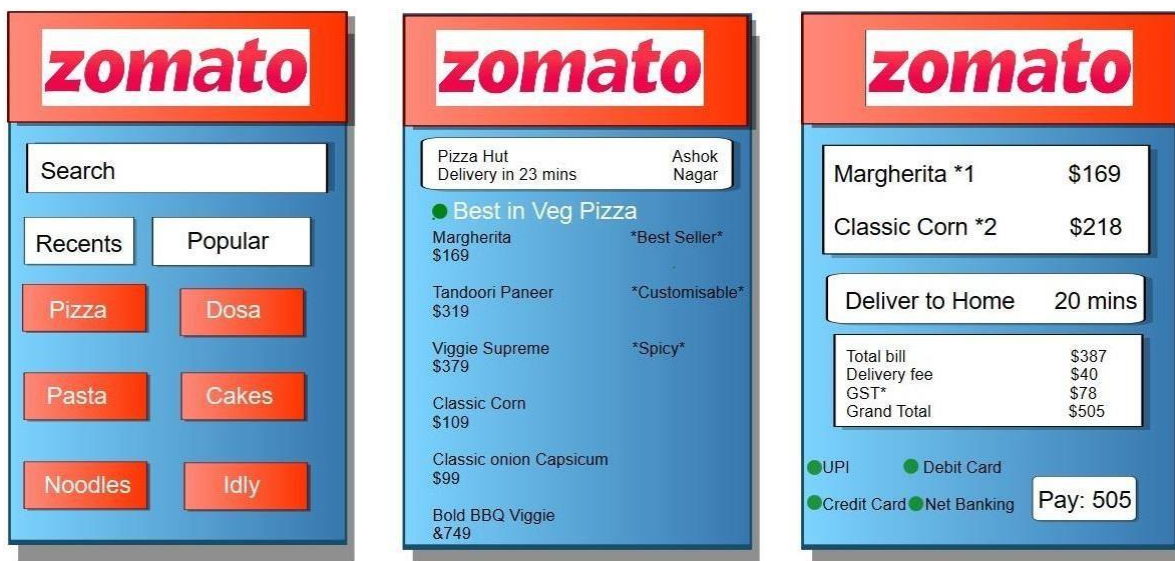 zomato
Search
Recents Popular
Pizza Dosa
Pasta Cakes
Noodles Idly
zomato
Pizza Hut Ashok
Delivery in 23 mins Nagar
Best in Veg Pizza
Margherita *Best Seller*
$169
Tandoori Paneer *Customisable*
$319
Viggie Supreme *Spicy*
$379
Classic Corn
$109
Classic onion Capsicum
$99
Bold BBQ Viggie
&749
zomato
Margherita *1 $169
Classic Corn *2 $218
Deliver to Home 20 mins
Total bill $387
Delivery fee $40
GST* $78
Grand Total $505
UPI Debit Card
Credit Card Net Banking Pay: 505